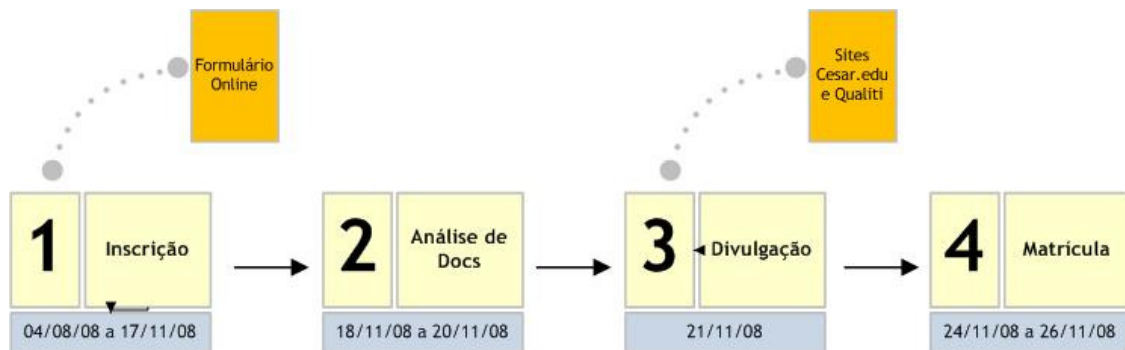 Formulário
Online
Sites
Cesar.edu
e Qualiti
1
Inscrição
2
Análise de
Docs
3
Divulgação
4
Matrícula
04/08/08 a 17/11/08
18/11/08 a 20/11/08
21/11/08
24/11/08 a 26/11/08